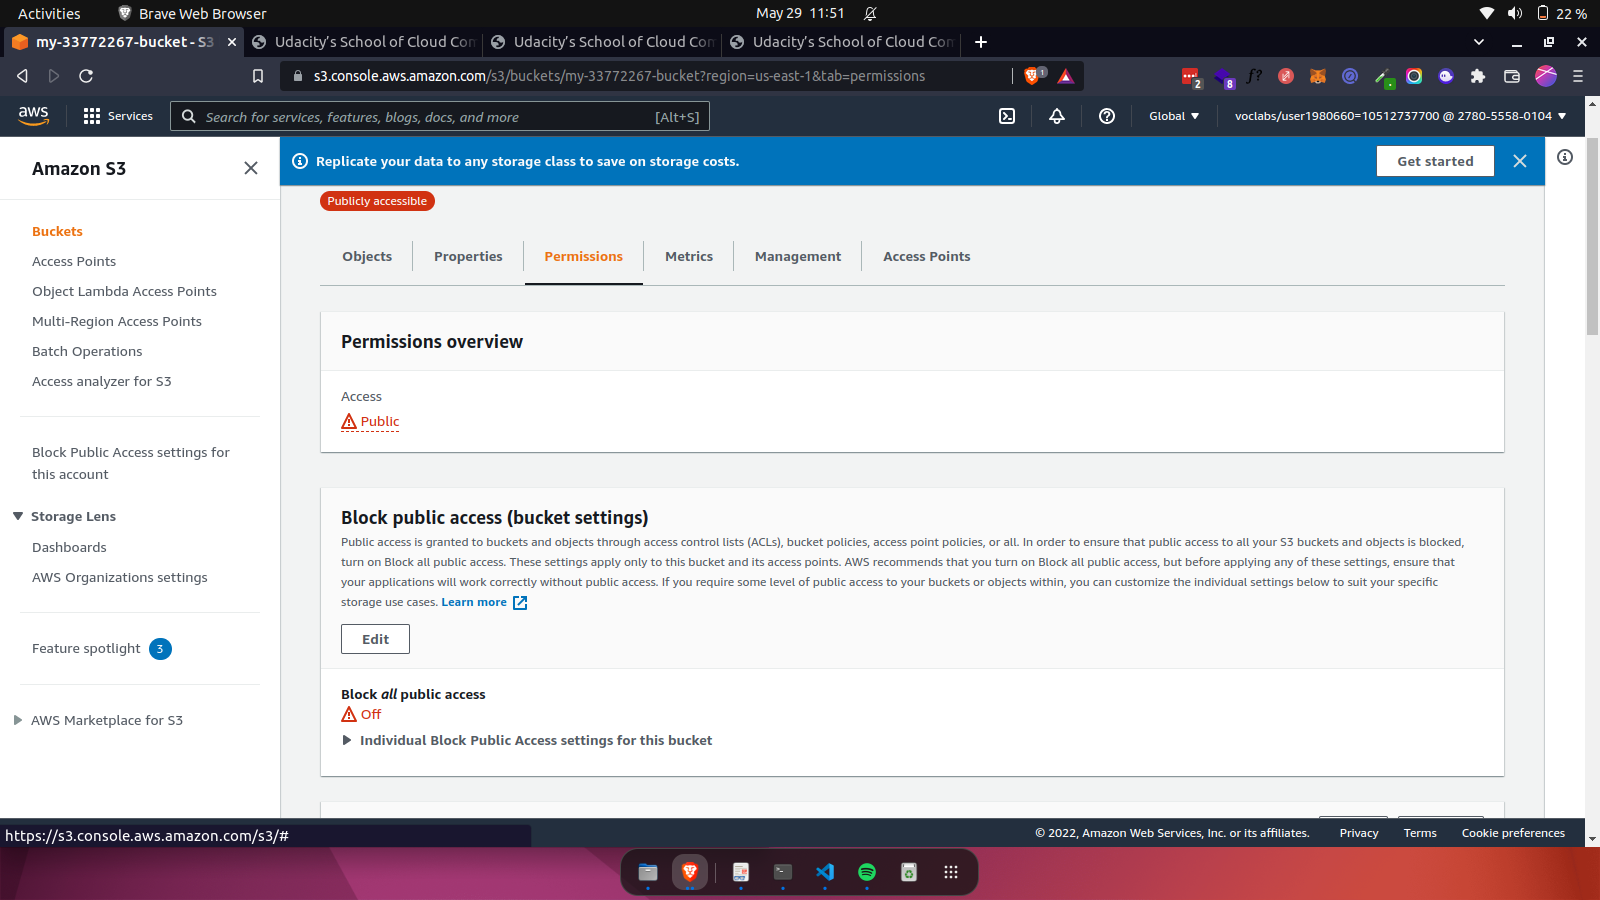 Activities
Brave Web Browser
May 29 11:51
22 %
my-33772267-bucket - S3
Udacity's School of Cloud Com
Udacity's School of Cloud Com
Udacity's School of Cloud Com
s3.console.aws.amazon.com/s3/buckets/my-33772267-bucket?region=us-east-1&tab=permissions
1
2
8
f?
aws
Services
Search for services, features, blogs, docs, and more
[Alt+S]
Global
voclabs/user1980660=10512737700 @ 2780-5558-0104
Amazon S3
Buckets
Access Points
Object Lambda Access Points
Multi-Region Access Points
Batch Operations
Access analyzer for S3
Block Public Access settings for
this account
Storage Lens
Dashboards
AWS Organizations settings
Feature spotlight 3
AWS Marketplace for S3
Replicate your data to any storage class to save on storage costs.
Get started
Publicly accessible
Objects
Properties
Permissions
Metrics
Management
Access Points
Permissions overview
Access
Public
Block public access (bucket settings)
Public access is granted to buckets and objects through access control lists (ACLs), bucket policies, access point policies, or all. In order to ensure that public access to all your S3 buckets and objects is blocked,
turn on Block all public access. These settings apply only to this bucket and its access points. AWS recommends that you turn on Block all public access, but before applying any of these settings, ensure that
your applications will work correctly without public access. If you require some level of public access to your buckets or objects within, you can customize the individual settings below to suit your specific
storage use cases. Learn more
Edit
Block all public access
Off
Individual Block Public Access settings for this bucket
https://s3.console.aws.amazon.com/s3/#
© 2022, Amazon Web Services, Inc. or its affiliates.
Privacy
Terms
Cookie preferences